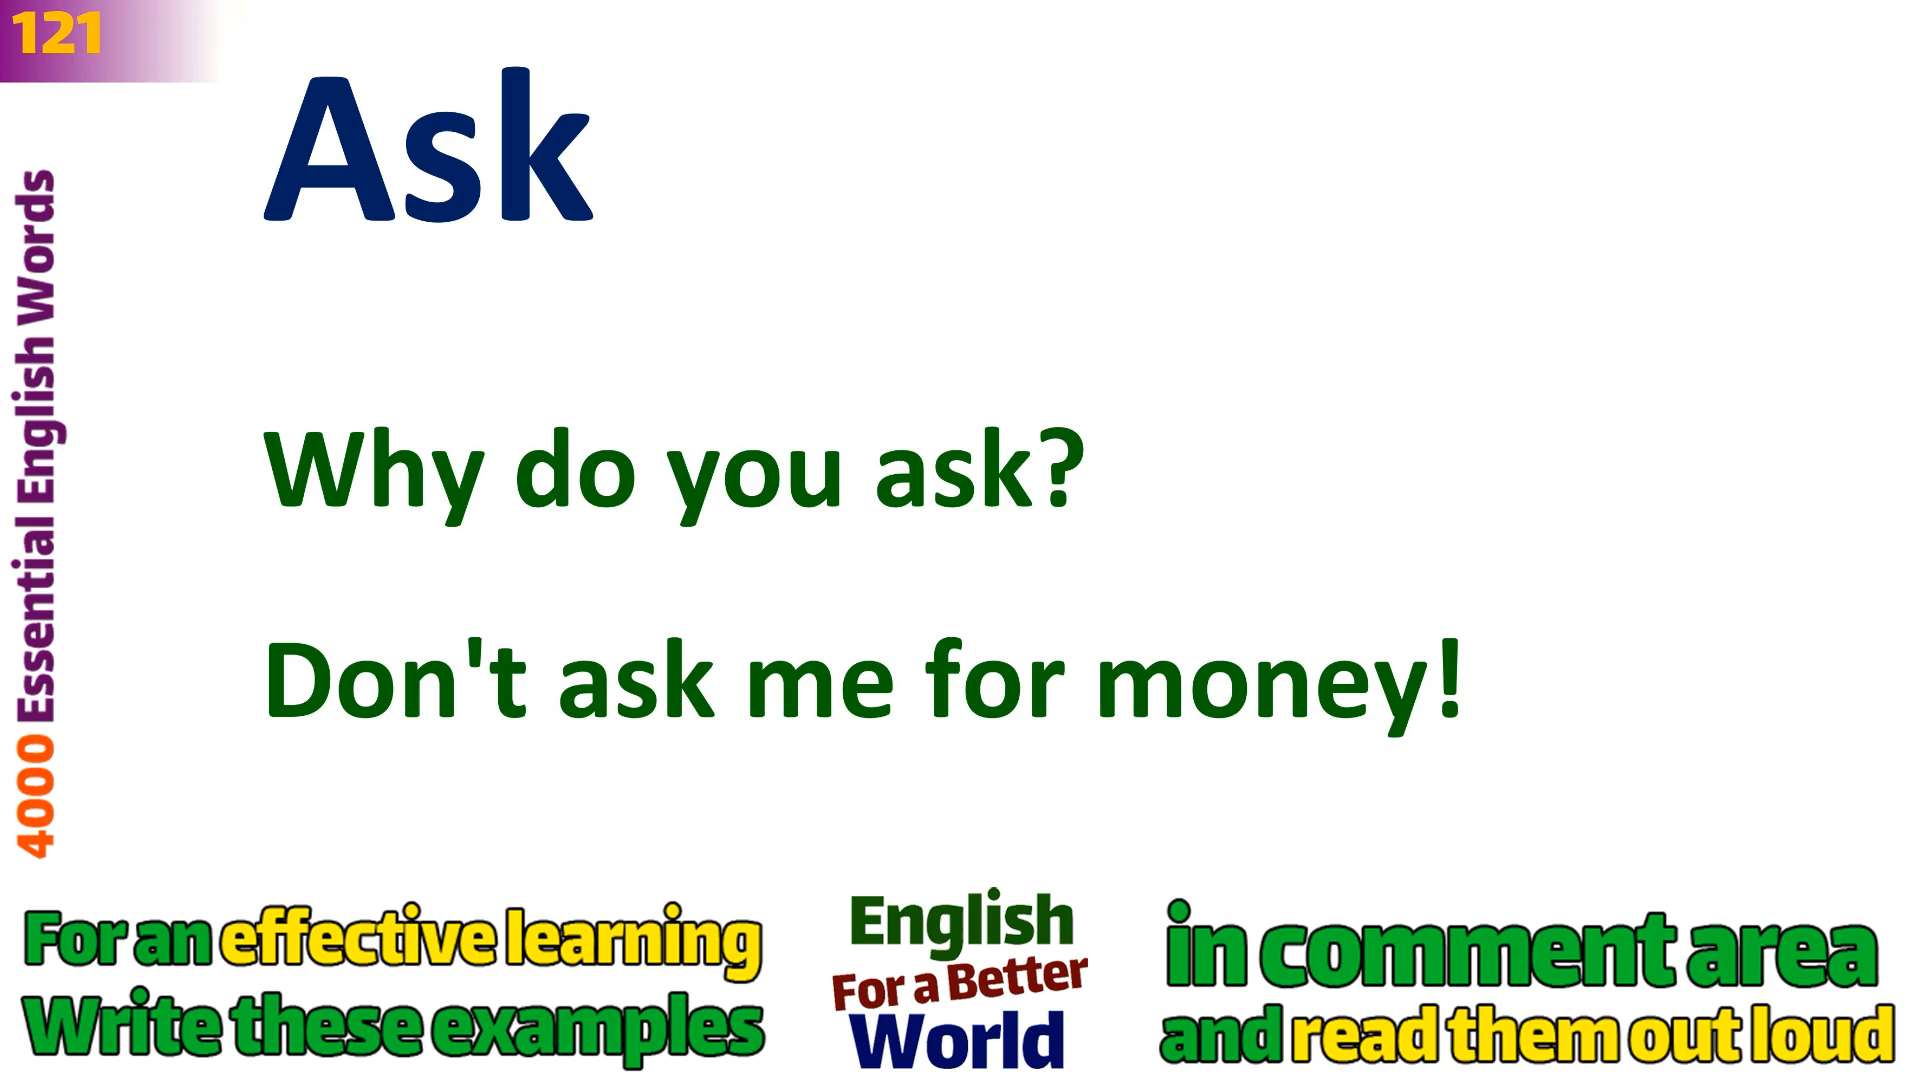 121
Ask
4000 Essential English Words
Why do you ask?
Don't ask me for money!
For an effective learning
Write these examples
English
For a Better
World
in comment area
and read them out loud